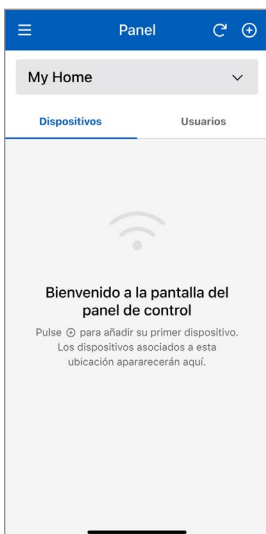 Panel
My Home
Dispositivos
Usuarios
Bienvenido a la pantalla del
panel de control
Pulse ⊕ para añadir su primer dispositivo.
Los dispositivos asociados a esta
ubicación apararecerán aquí.